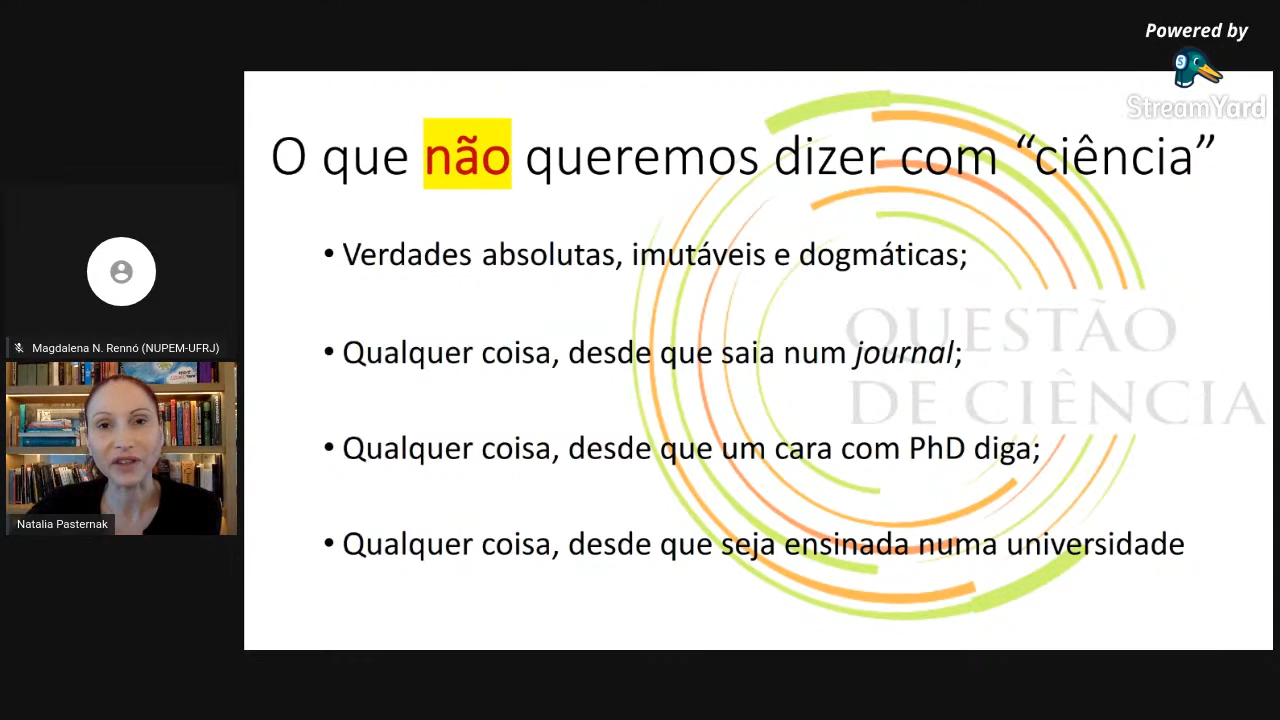 Powered by
StreamYard
O que não queremos dizer com “ciência”
• Verdades absolutas, imutáveis e dogmáticas;
QUESTÃO
• Qualquer coisa, desde que saia num journal;
DE CIÊNCIA
• Qualquer coisa, desde que um cara com PhD diga;
• Qualquer coisa, desde que seja ensinada numa universidade
Magdalena N. Rennó (NUPEM-UFRJ)
Natalia Pasternak